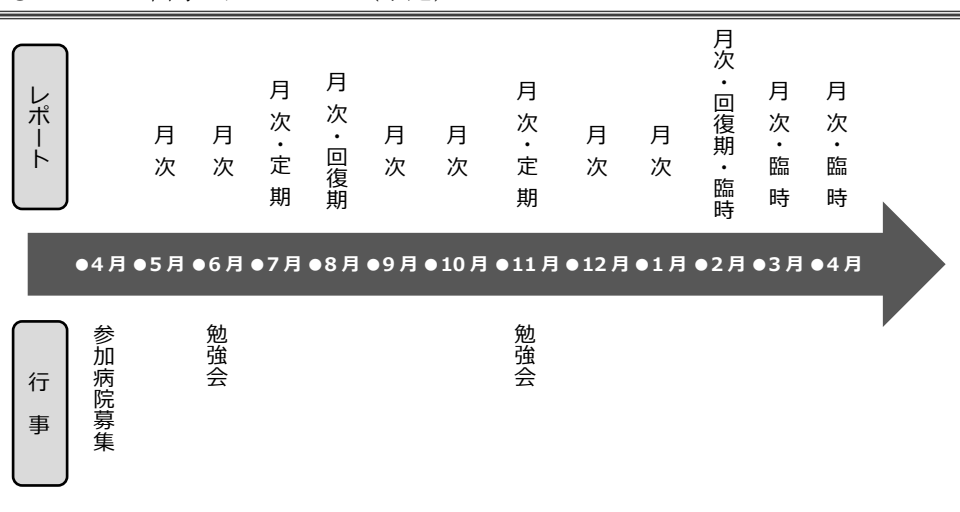 レポート
月次
月次
月次・定期
月次・回復期
月次
月次
月次・定期
月次
月次
月次・回復期・臨時
月次・臨時
月次・臨時
●4月 ●5月 ●6月 ●7月 ●8月 ●9月 ●10月 ●11月 ●12月 ●1月 ●2月 ●3月 ●4月
行事
参加病院募集
勉強会
勉強会